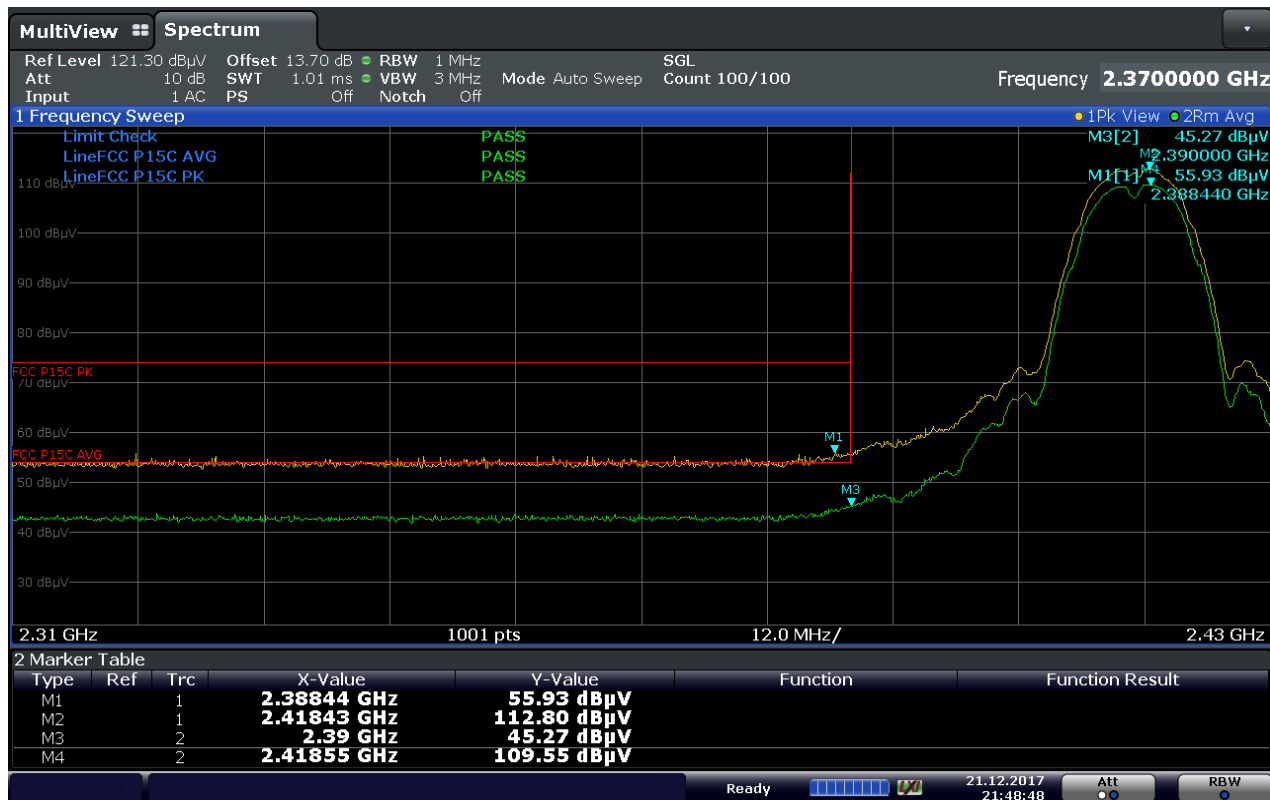 MultiView Spectrum
Ref Level 121.30 dBµV Offset 13.70 dB RBW 1 MHz SGL
Att 10 dB SWT 1.01 ms VBW 3 MHz Mode Auto Sweep Count 100/100 Frequency 2.3700000 GHz
Input 1 AC PS Off Notch Off
1 Frequency Sweep 1Pk View 2Rm Avg
Limit Check PASS M3[2] 45.27 dBµV
LineFCC P15C AVG PASS M2 2.390000 GHz
LineFCC P15C PK PASS M1[1] M4 55.93 dBµV
110 dBµV 2.388440 GHz
100 dBµV
90 dBµV
80 dBµV
FCC P15C PK
70 dBµV
60 dBµV M1
FCC P15C AVG
50 dBµV M3
40 dBµV
30 dBµV
2.31 GHz 1001 pts 12.0 MHz/ 2.43 GHz
2 Marker Table
Type Ref Trc X-Value Y-Value Function Function Result
M1 1 2.38844 GHz 55.93 dBµV
M2 1 2.41843 GHz 112.80 dBµV
M3 2 2.39 GHz 45.27 dBµV
M4 2 2.41855 GHz 109.55 dBµV
Ready LXI 21.12.2017 Att RBW
21:48:48